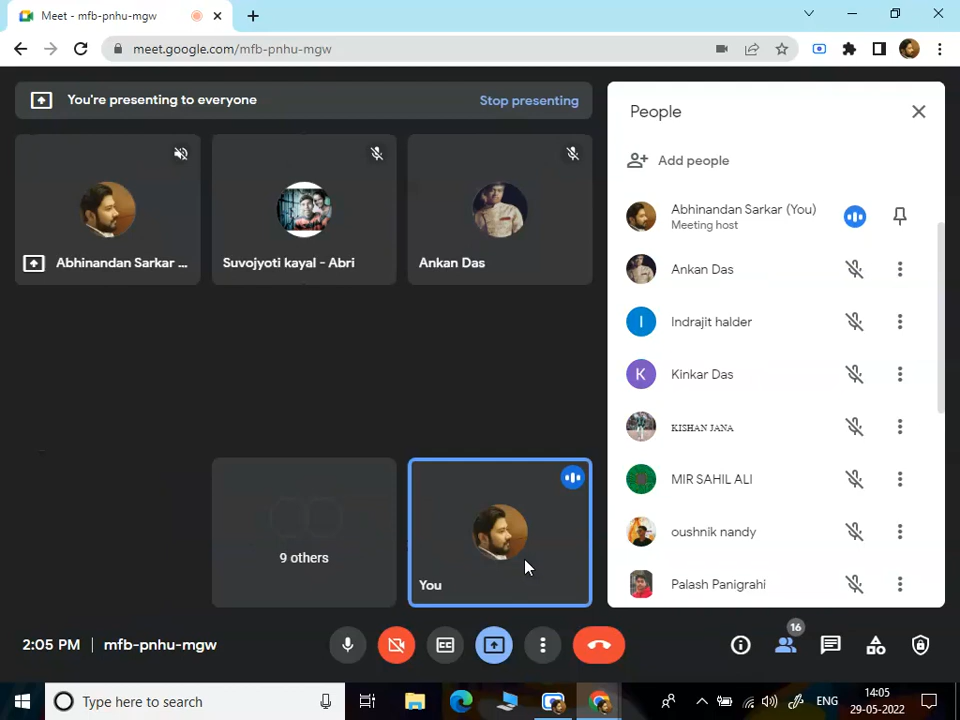 Meet - mfb-pnhu-mgw
meet.google.com/mfb-pnhu-mgw
You're presenting to everyone
Stop presenting
Abhinandan Sarkar ...
Suvojyoti kayal - Abri
Ankan Das
9 others
You
People
Add people
Abhinandan Sarkar (You)
Meeting host
Ankan Das
I
Indrajit halder
K
Kinkar Das
KISHAN JANA
MIR SAHIL ALI
oushnik nandy
Palash Panigrahi
2:05 PM | mfb-pnhu-mgw
16
Type here to search
ENG
14:05
29-05-2022